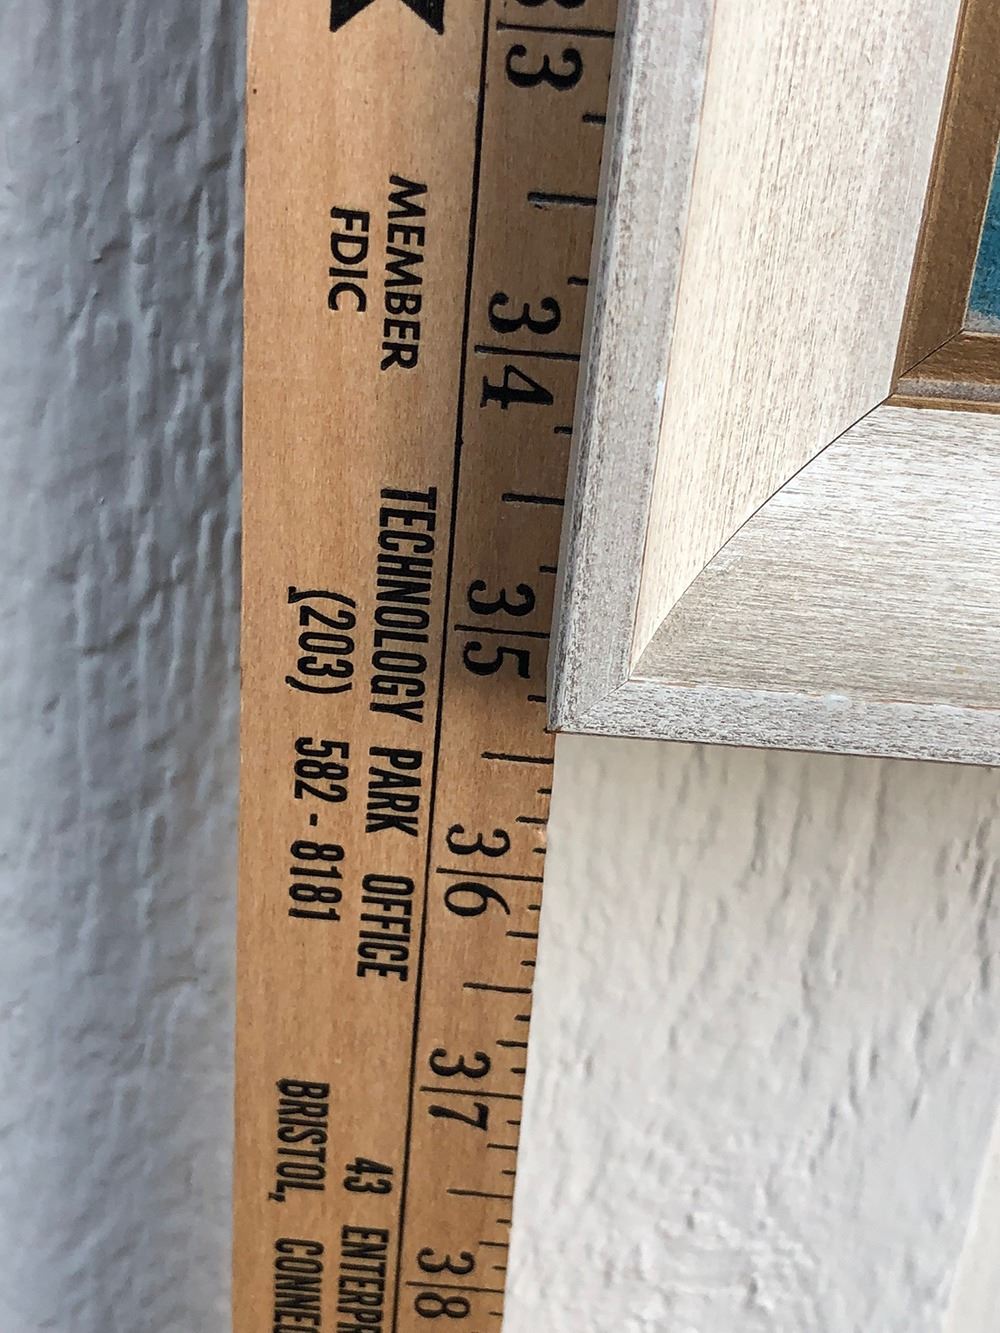 MEMBER
FDIC
TECHNOLOGY PARK OFFICE
(203) 582 - 8181
43
BRISTOL,
33
34
35
36
37
38